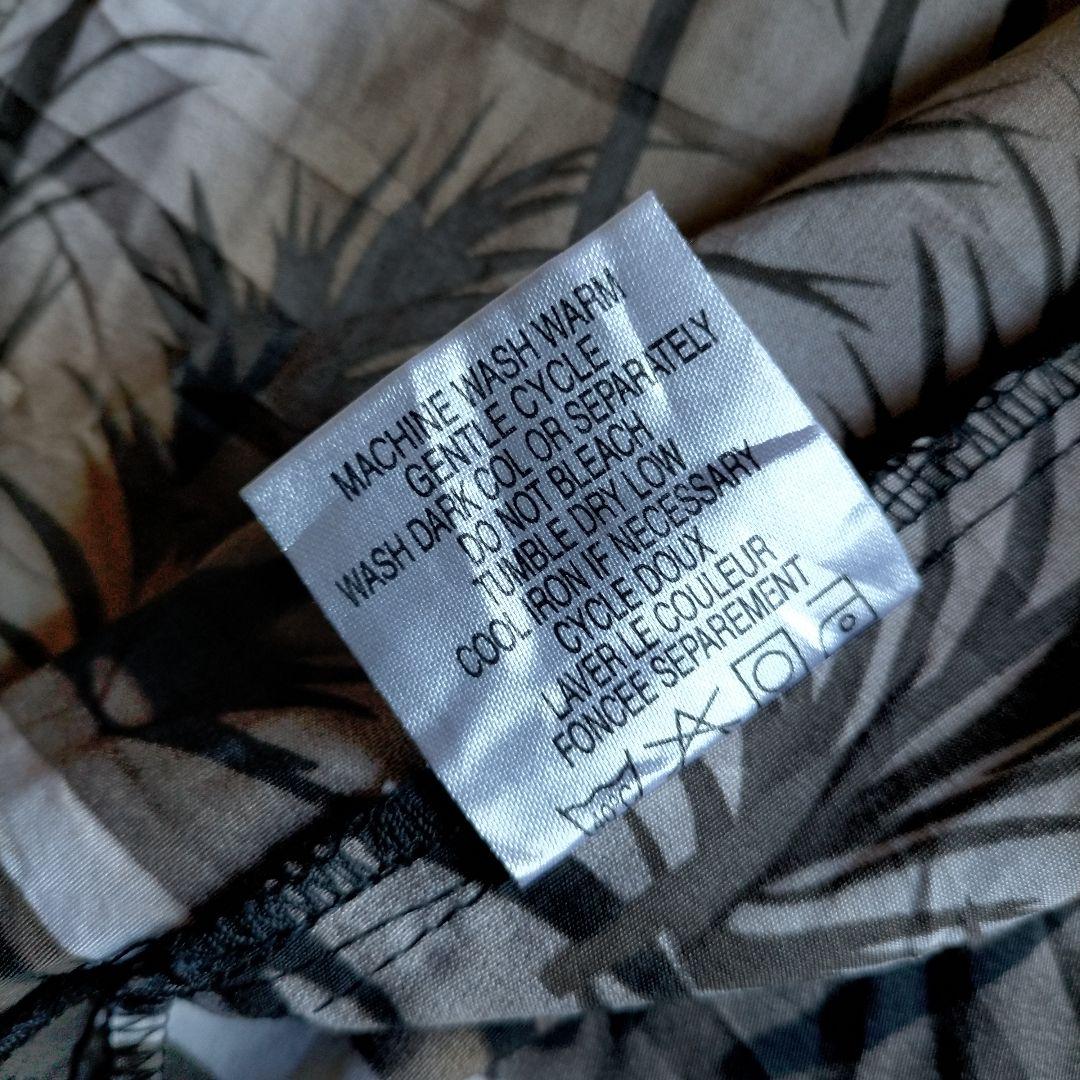 MACHINE WASH WARM
GENTLE CYCLE
WASH DARK COL OR SEPARATELY
DO NOT BLEACH
TUMBLE DRY LOW
COOL IRON IF NECESSARY
CYCLE DOUX
LAVER LE COULEUR
FONCEE SEPAREMENT